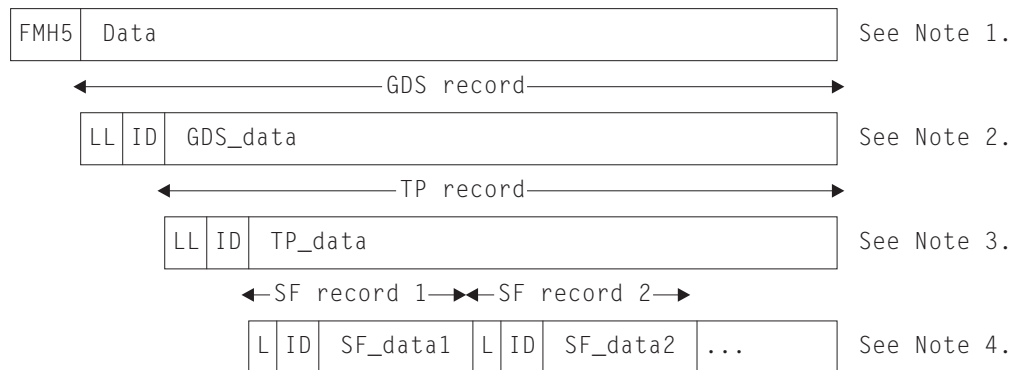 FMH5 Data See Note 1.
GDS record
LL ID GDS_data See Note 2.
TP record
LL ID TP_data See Note 3.
SF record 1 SF record 2
L ID SF_data1 L ID SF_data2 ... See Note 4.